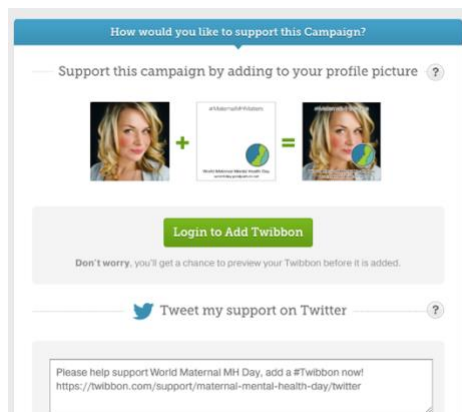 How would you like to support this Campaign?
Support this campaign by adding to your profile picture ?
#MaternalMHMatters
World Maternal Mental Health Day
Login to Add Twibbon
Don't worry, you'll get a chance to preview your Twibbon before it is added.
Tweet my support on Twitter ?
Please help support World Maternal MH Day, add a #Twibbon now!
https://twibbon.com/support/maternal-mental-health-day/twitter